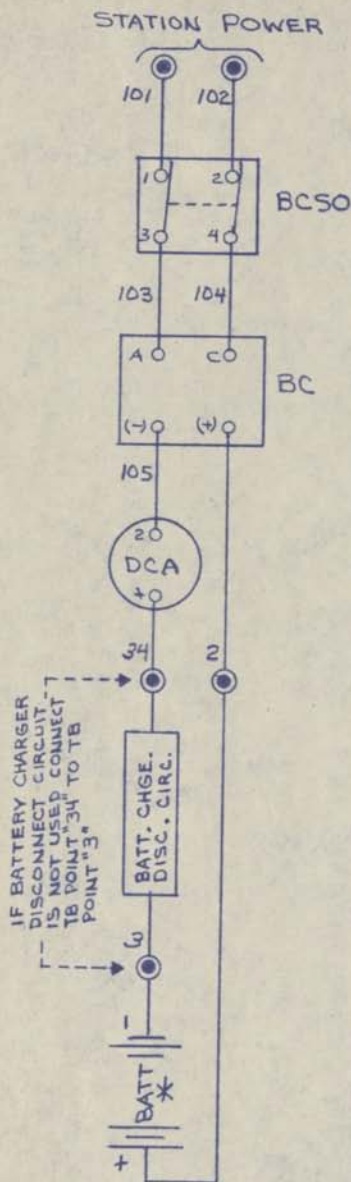 STATION POWER
101 102
1 2
BCSO
3 4
103 104
A C
BC
(-) (+)
105
2
DCA
+
34 2
IF BATTERY CHARGER
DISCONNECT CIRCUIT
IS NOT USED CONNECT
TB POINT "34" TO TB
POINT "3"
BATT. CHGE.
DISC. CIRC.
3
-
BATT
*
+